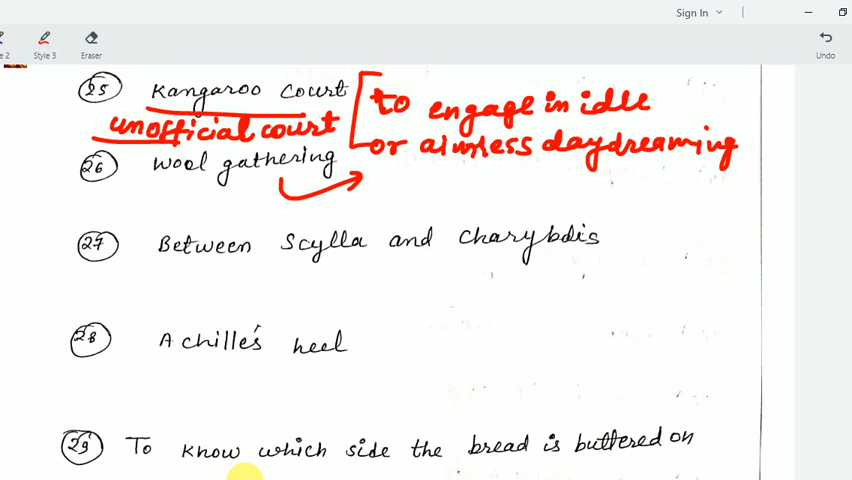 Sign In
e 2
Style 3
Eraser
Undo
25 Kangaroo Court
unofficial court
to engage in idle
or aimless daydreaming
26 Wool gathering
27 Between Scylla and Charybdis
28 Achille's heel
29 To know which side the bread is buttered on